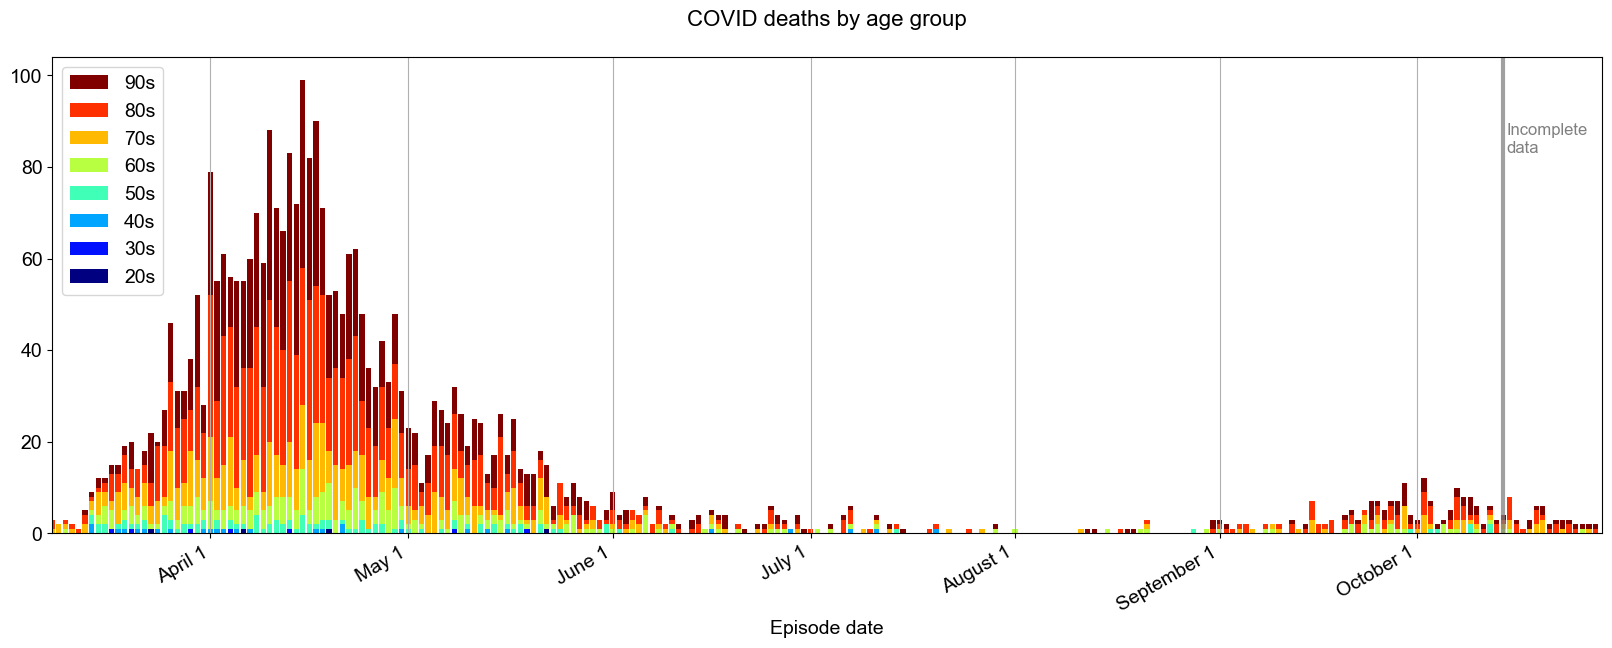 COVID deaths by age group
100
80
60
40
20
0
90s
80s
70s
60s
50s
40s
30s
20s
Incomplete
data
April 1
May 1
June 1
July 1
August 1
September 1
October 1
Episode date